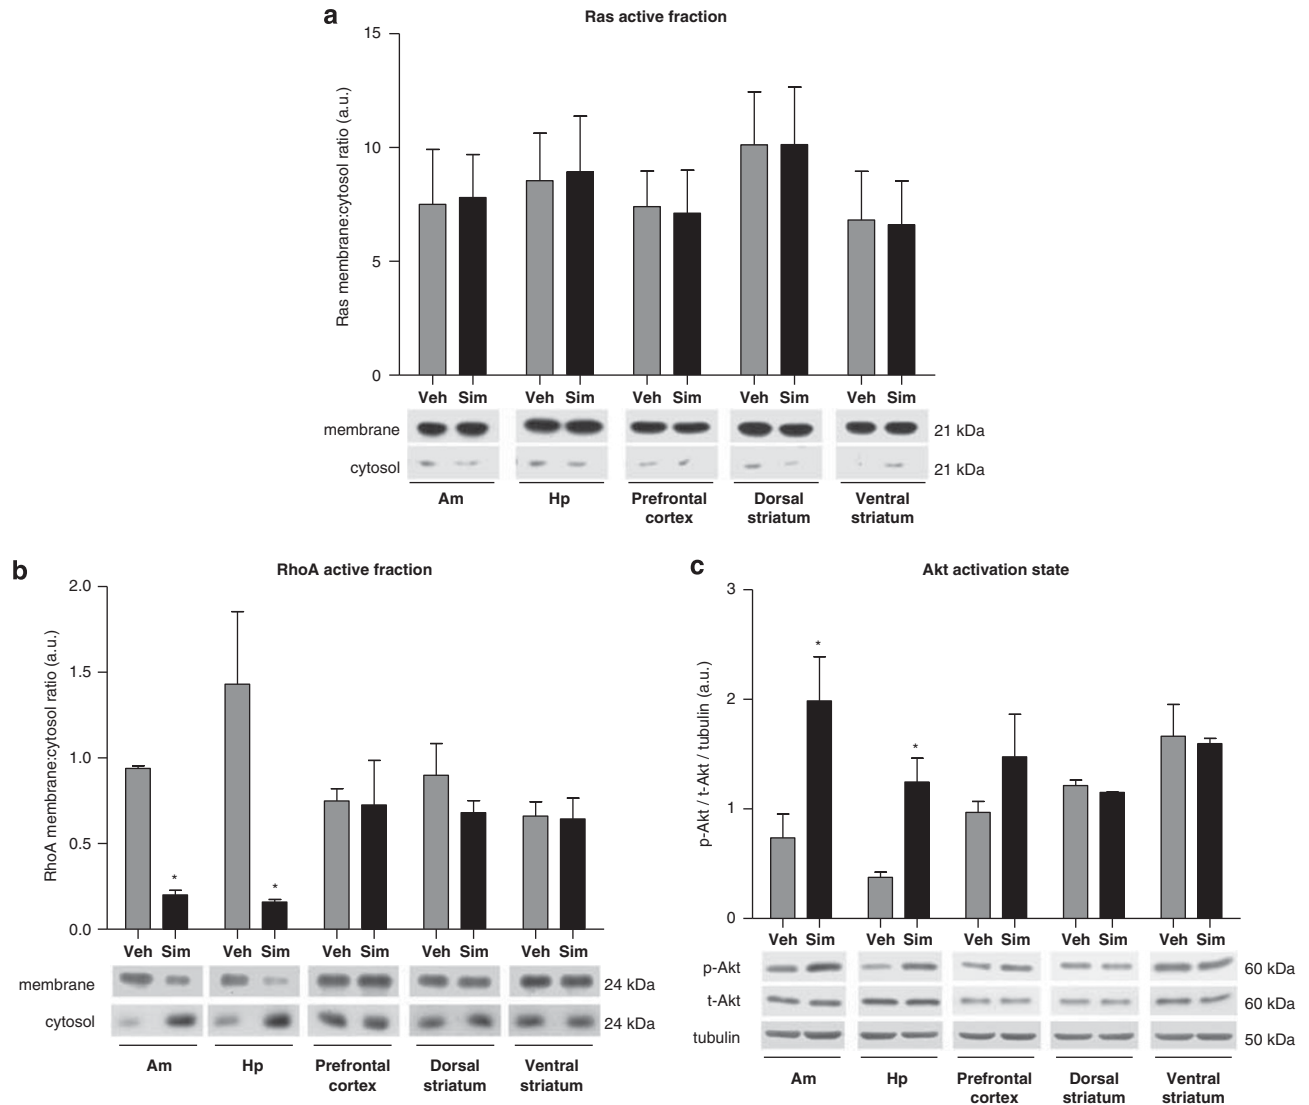 a
Ras active fraction
Ras membrane:cytosol ratio (a.u.)
15
10
5
0
Veh Sim Veh Sim Veh Sim Veh Sim Veh Sim
membrane 21 kDa
cytosol 21 kDa
Am Hp Prefrontal Dorsal Ventral
cortex striatum striatum
b
RhoA active fraction
RhoA membrane:cytosol ratio (a.u.)
2.0
1.5
1.0
0.5
0.0
*
*
Veh Sim Veh Sim Veh Sim Veh Sim Veh Sim
membrane 24 kDa
cytosol 24 kDa
Am Hp Prefrontal Dorsal Ventral
cortex striatum striatum
c
Akt activation state
p-Akt / t-Akt / tubulin (a.u.)
3
2
1
0
*
*
Veh Sim Veh Sim Veh Sim Veh Sim Veh Sim
p-Akt 60 kDa
t-Akt 60 kDa
tubulin 50 kDa
Am Hp Prefrontal Dorsal Ventral
cortex striatum striatum